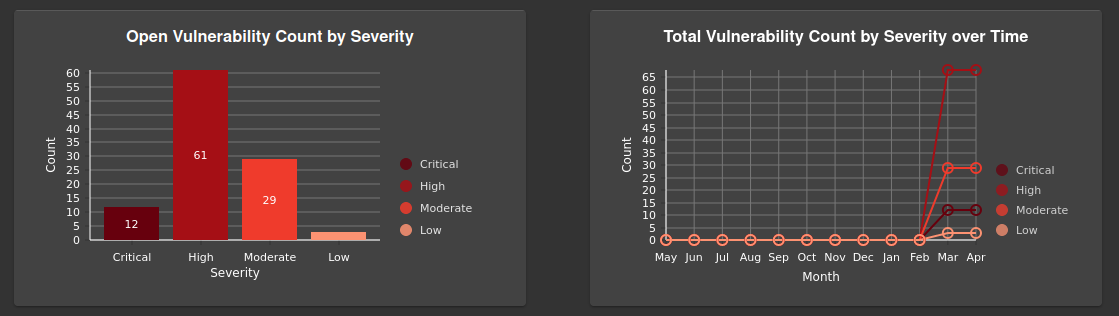 Open Vulnerability Count by Severity
60
55
50
45
40
35
30
25
20
15
10
5
0
Count
61
29
12
Critical High Moderate Low
Severity
Critical
High
Moderate
Low
Total Vulnerability Count by Severity over Time
65
60
55
50
45
40
35
30
25
20
15
10
5
0
Count
May Jun Jul Aug Sep Oct Nov Dec Jan Feb Mar Apr
Month
Critical
High
Moderate
Low